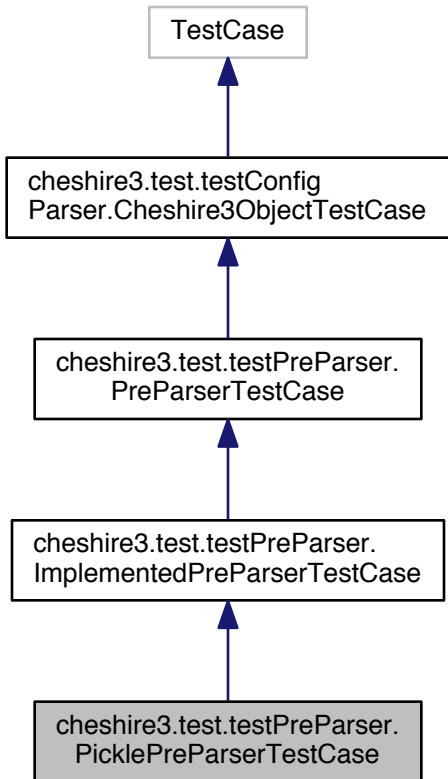 TestCase
cheshire3.test.testConfig
Parser.Cheshire3ObjectTestCase
cheshire3.test.testPreParser.
PreParserTestCase
cheshire3.test.testPreParser.
ImplementedPreParserTestCase
cheshire3.test.testPreParser.
PicklePreParserTestCase